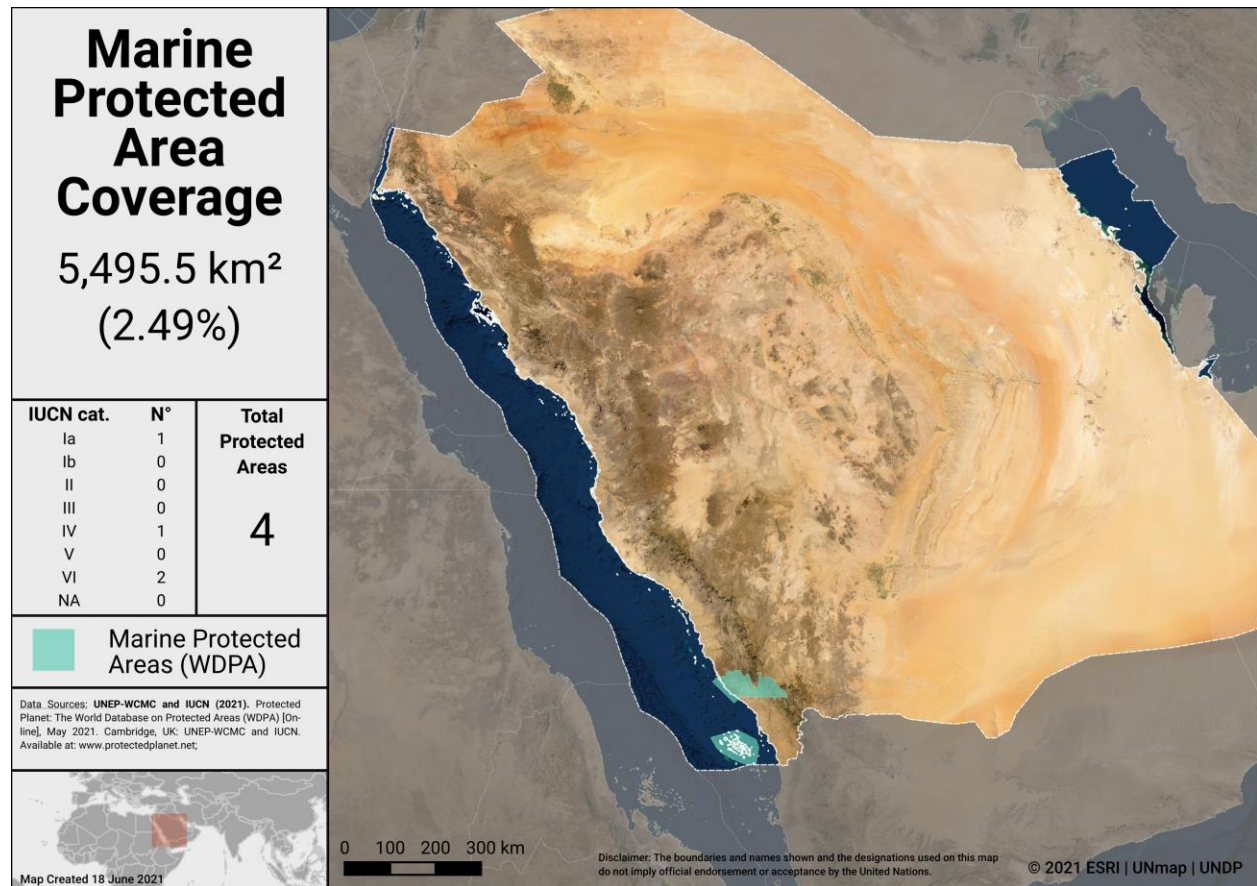 Marine
Protected
Area
Coverage
5,495.5 km²
(2.49%)
IUCN cat. N°
Ia 1
Ib 0
II 0
III 0
IV 1
V 0
VI 2
NA 0
Total
Protected
Areas
4
Marine Protected
Areas (WDPA)
Data Sources: UNEP-WCMC and IUCN (2021). Protected
Planet: The World Database on Protected Areas (WDPA) [On-
line], May 2021. Cambridge, UK: UNEP-WCMC and IUCN.
Available at: www.protectedplanet.net;
Map Created 18 June 2021
0 100 200 300 km
Disclaimer: The boundaries and names shown and the designations used on this map
do not imply official endorsement or acceptance by the United Nations.
© 2021 ESRI | UNmap | UNDP